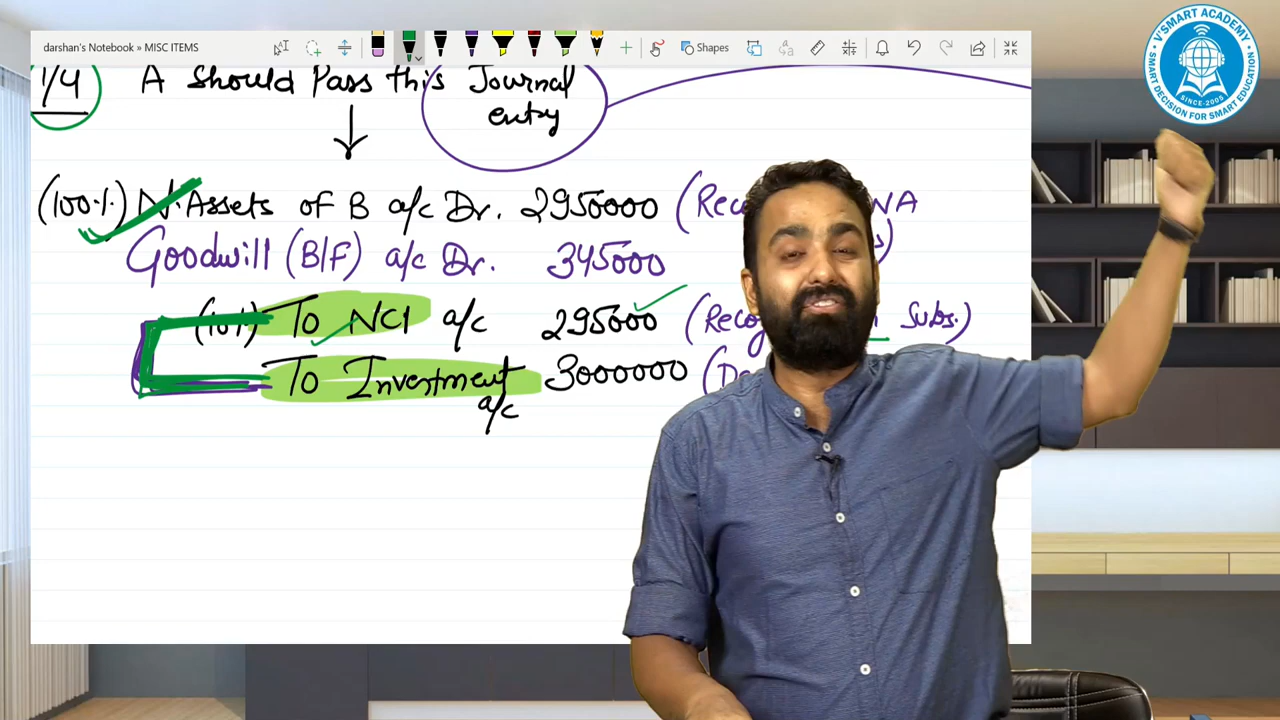 darshan's Notebook » MISC ITEMS
Shapes
V'SMART ACADEMY
SMART DECISION FOR SMART EDUCATION
SINCE-2005
1/4 A should Pass this Journal
entry
(100%) N. Assets of B a/c Dr. 2950000 NA
Goodwill (B/F) a/c Dr. 345000
(10%) To NCI a/c 295000 Subs.)
To Investment 3000000
a/c